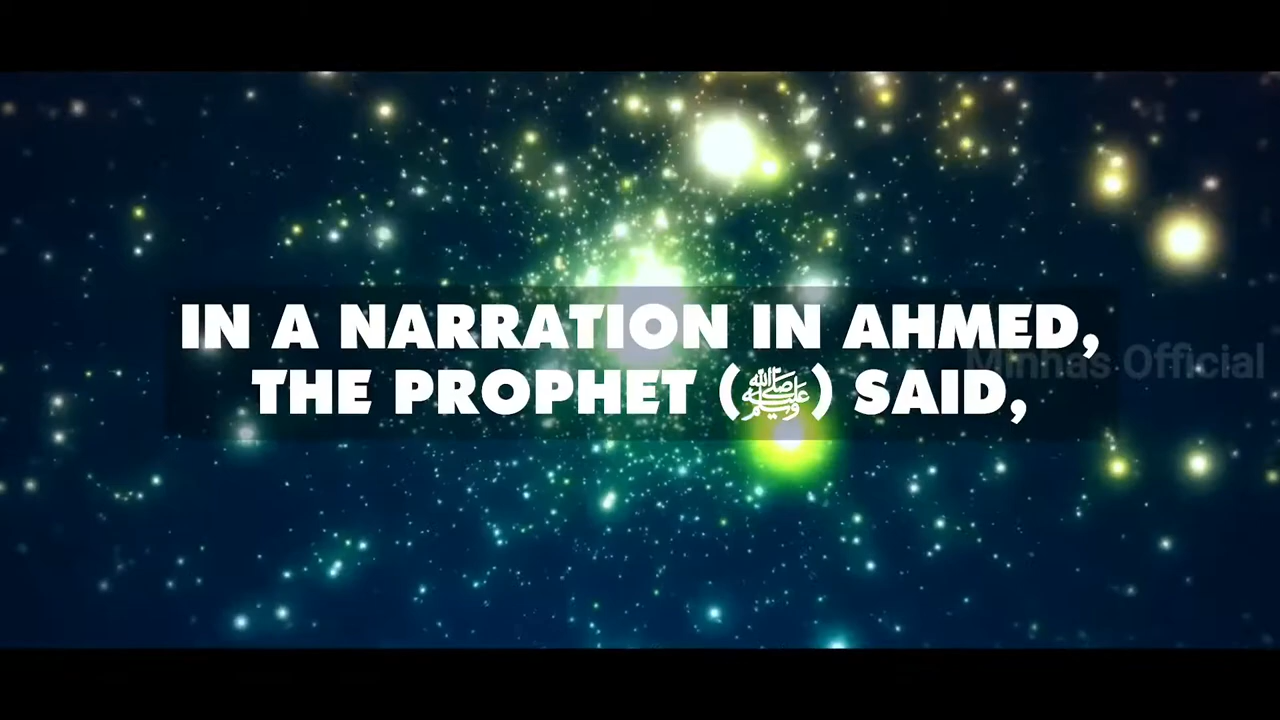 IN A NARRATION IN AHMED,
THE PROPHET (ﷺ) SAID,
Minhas Official